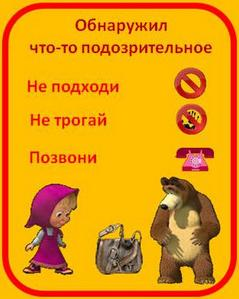 Обнаружил
что-то подозрительное
Не подходи
Не трогай
Позвони